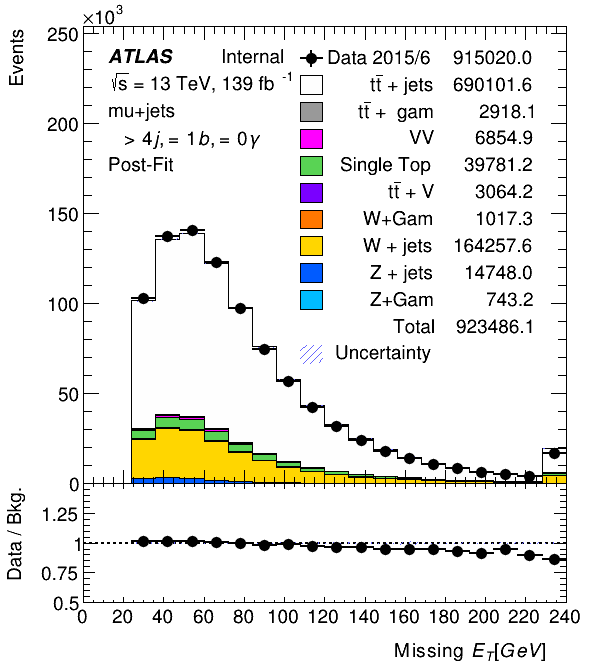 ×10³
Events
250
200
150
100
50
0
ATLAS Internal
√s = 13 TeV, 139 fb⁻¹
mu+jets
> 4j, = 1b, = 0γ
Post-Fit
Data 2015/6 915020.0
tt̄ + jets 690101.6
tt̄ + gam 2918.1
VV 6854.9
Single Top 39781.2
tt̄ + V 3064.2
W+Gam 1017.3
W + jets 164257.6
Z + jets 14748.0
Z+Gam 743.2
Total 923486.1
Uncertainty
Data / Bkg.
1.25
1
0.75
0.5
0 20 40 60 80 100 120 140 160 180 200 220 240
Missing E_T[GeV]